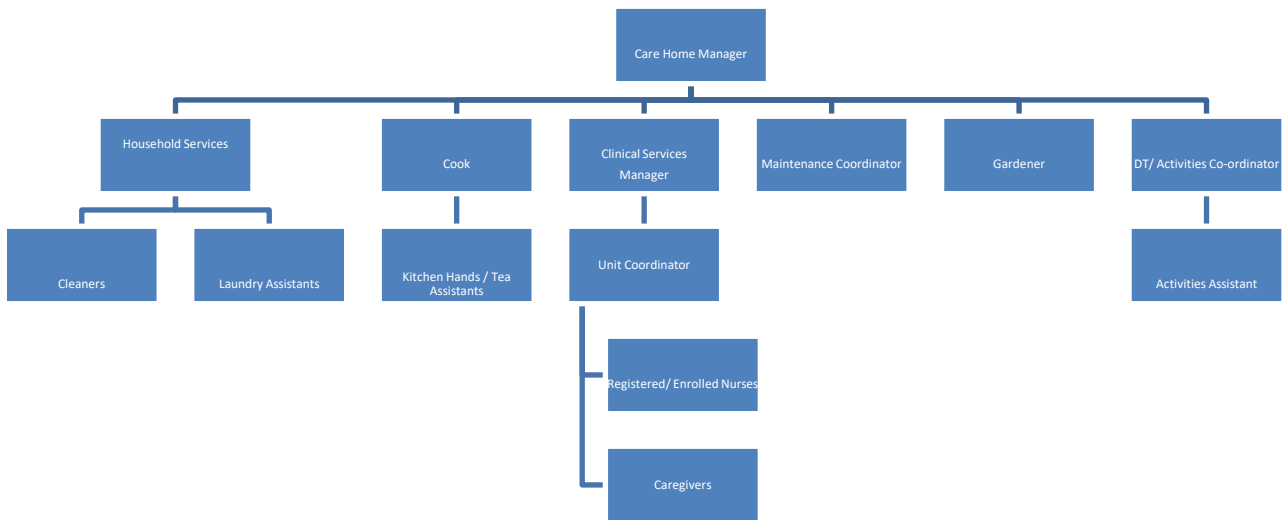 Care Home Manager
Household Services
Cook
Clinical Services
Manager
Maintenance Coordinator
Gardener
DT/ Activities Co-ordinator
Cleaners
Laundry Assistants
Kitchen Hands / Tea
Assistants
Unit Coordinator
Activities Assistant
Registered/ Enrolled Nurses
Caregivers